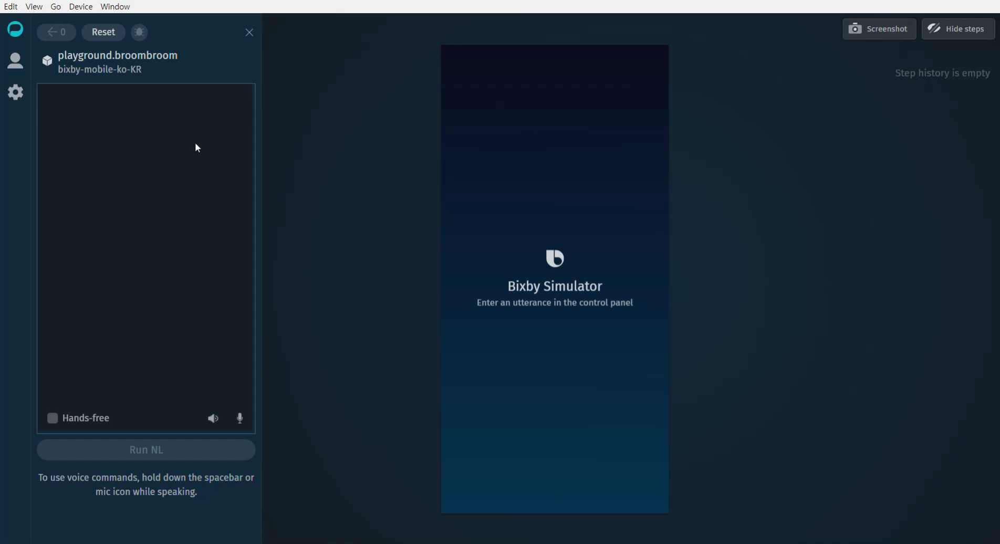 Edit View Go Device Window
0 Reset
Screenshot Hide steps
playground.broombroom
bixby-mobile-ko-KR
Step history is empty
Bixby Simulator
Enter an utterance in the control panel
Hands-free
Run NL
To use voice commands, hold down the spacebar or
mic icon while speaking.